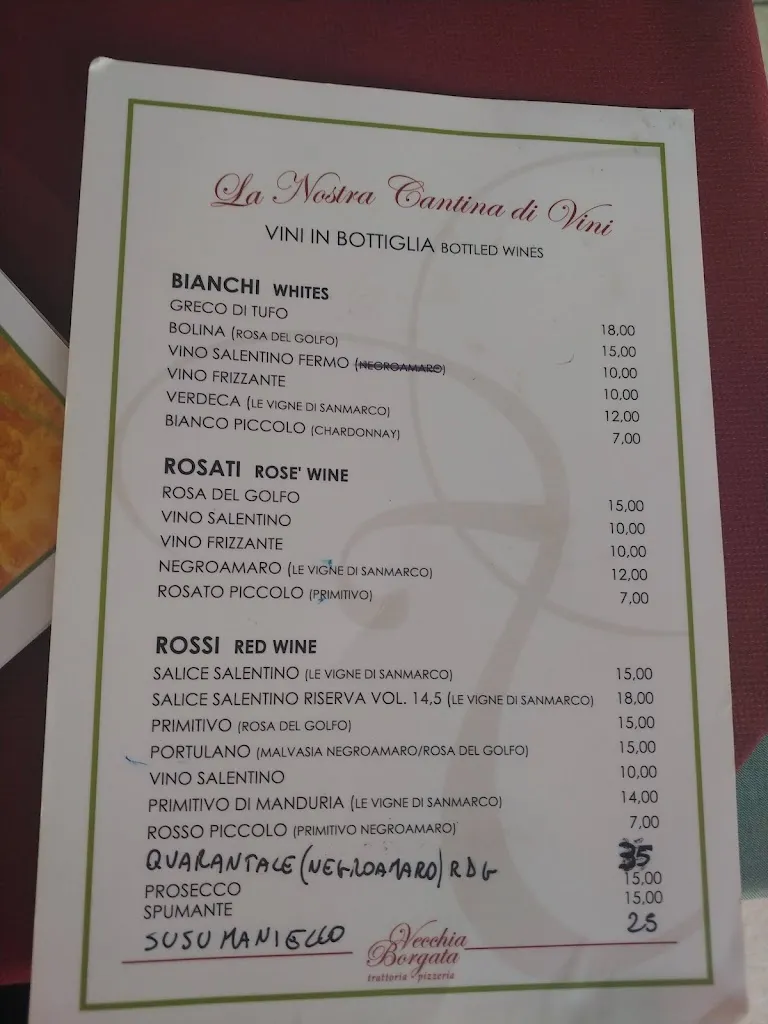 La Nostra Cantina di Vini
VINI IN BOTTIGLIA BOTTLED WINES
BIANCHI WHITES
GRECO DI TUFO 18,00
BOLINA (ROSA DEL GOLFO) 15,00
VINO SALENTINO FERMO (NEGROAMARO) 10,00
VINO FRIZZANTE 10,00
VERDECA (LE VIGNE DI SANMARCO) 12,00
BIANCO PICCOLO (CHARDONNAY) 7,00
ROSATI ROSE' WINE
ROSA DEL GOLFO 15,00
VINO SALENTINO 10,00
VINO FRIZZANTE 10,00
NEGROAMARO (LE VIGNE DI SANMARCO) 12,00
ROSATO PICCOLO (PRIMITIVO) 7,00
ROSSI RED WINE
SALICE SALENTINO (LE VIGNE DI SANMARCO) 15,00
SALICE SALENTINO RISERVA VOL. 14,5 (LE VIGNE DI SANMARCO) 18,00
PRIMITIVO (ROSA DEL GOLFO) 15,00
PORTULANO (MALVASIA NEGROAMARO/ROSA DEL GOLFO) 15,00
VINO SALENTINO 10,00
PRIMITIVO DI MANDURIA (LE VIGNE DI SANMARCO) 14,00
ROSSO PICCOLO (PRIMITIVO NEGROAMARO) 7,00
QUARANTALE (NEGROAMARO) RDG 35
PROSECCO 15,00
SPUMANTE 15,00
SUSUMANIELLO 25
Vecchia
Borgata
trattoria pizzeria